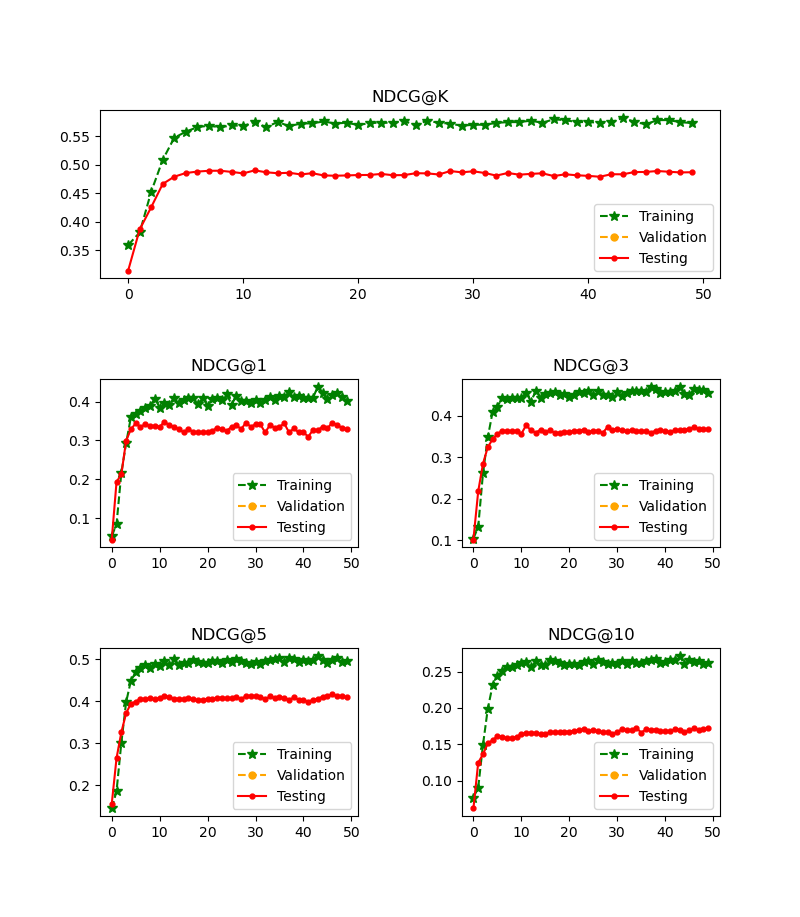 NDCG@K
0.55
0.50
0.45
0.40
0.35
Training
Validation
Testing
0 10 20 30 40 50
NDCG@1
0.4
0.3
0.2
0.1
Training
Validation
Testing
0 10 20 30 40 50
NDCG@3
0.4
0.3
0.2
0.1
Training
Validation
Testing
0 10 20 30 40 50
NDCG@5
0.5
0.4
0.3
0.2
Training
Validation
Testing
0 10 20 30 40 50
NDCG@10
0.25
0.20
0.15
0.10
Training
Validation
Testing
0 10 20 30 40 50